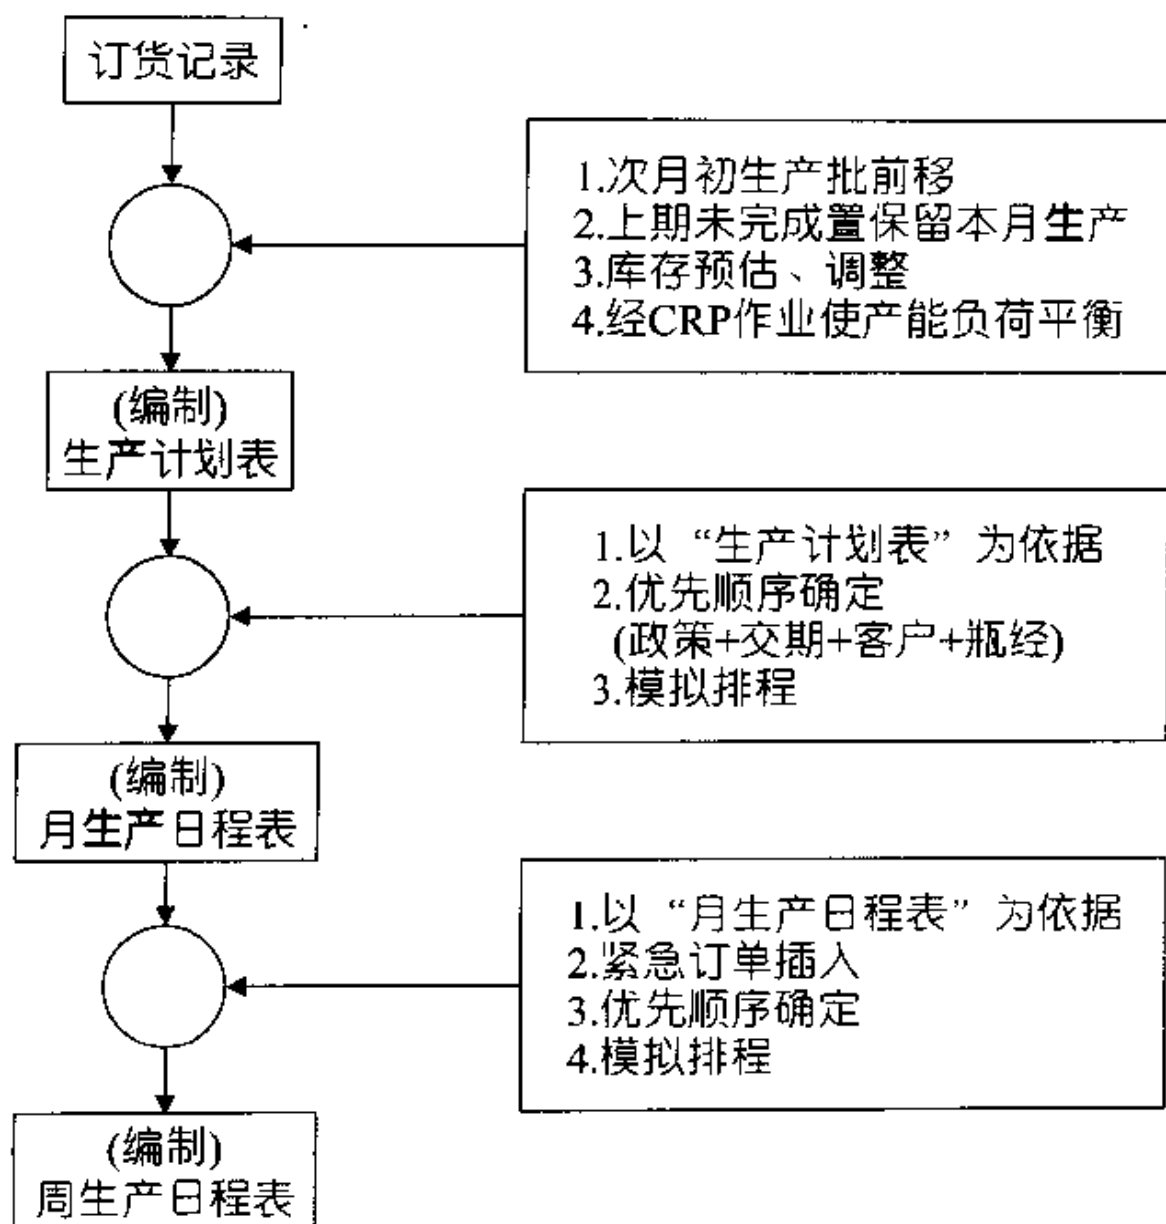 订货记录
1.次月初生产批前移
2.上期未完成置保留本月生产
3.库存预估、调整
4.经CRP作业使产能负荷平衡
(编制)
生产计划表
1.以“生产计划表”为依据
2.优先顺序确定
(政策+交期+客户+瓶经)
3.模拟排程
(编制)
月生产日程表
1.以“月生产日程表”为依据
2.紧急订单插入
3.优先顺序确定
4.模拟排程
(编制)
周生产日程表